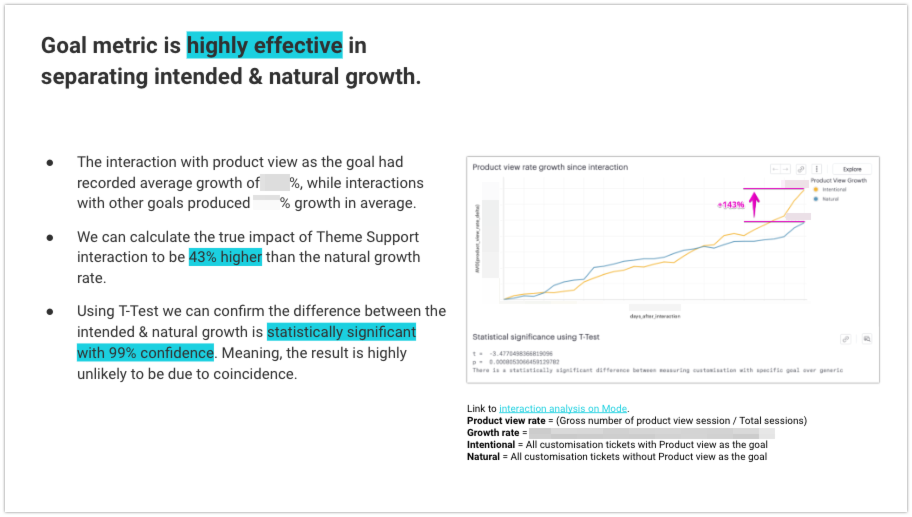 Goal metric is highly effective in
separating intended & natural growth.
● The interaction with product view as the goal had
recorded average growth of %, while interactions
with other goals produced % growth in average.
● We can calculate the true impact of Theme Support
interaction to be 43% higher than the natural growth
rate.
● Using T-Test we can confirm the difference between the
intended & natural growth is statistically significant
with 99% confidence. Meaning, the result is highly
unlikely to be due to coincidence.
Product view rate growth since interaction
Explore
Product View Growth
Intentional
Natural
+143%
AVG(product_view_rate_delta)
days_after_interaction
Statistical significance using T-Test
t = -3.4770498366819096
p = 0.0008053066459120782
There is a statistically significant difference between measuring customisation with specific goal over generic
Link to interaction analysis on Mode.
Product view rate = (Gross number of product view session / Total sessions)
Growth rate =
Intentional = All customisation tickets with Product view as the goal
Natural = All customisation tickets without Product view as the goal